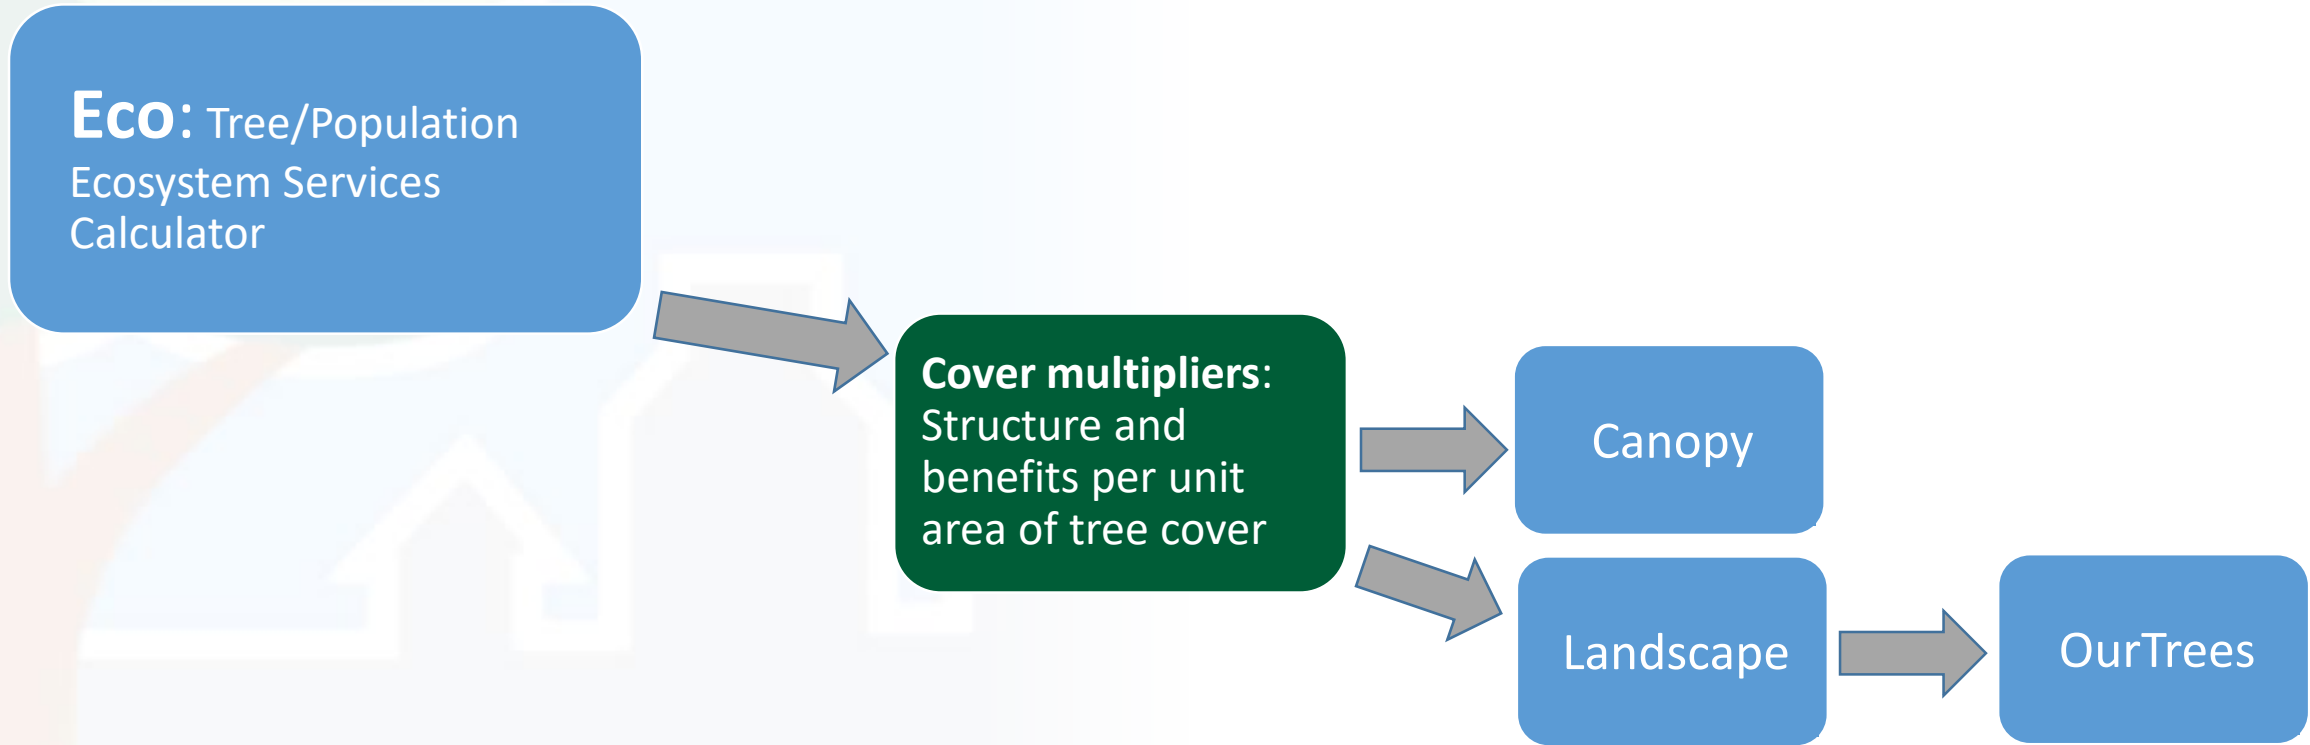 Eco: Tree/Population
Ecosystem Services
Calculator
Cover multipliers:
Structure and
benefits per unit
area of tree cover
Canopy
Landscape
OurTrees